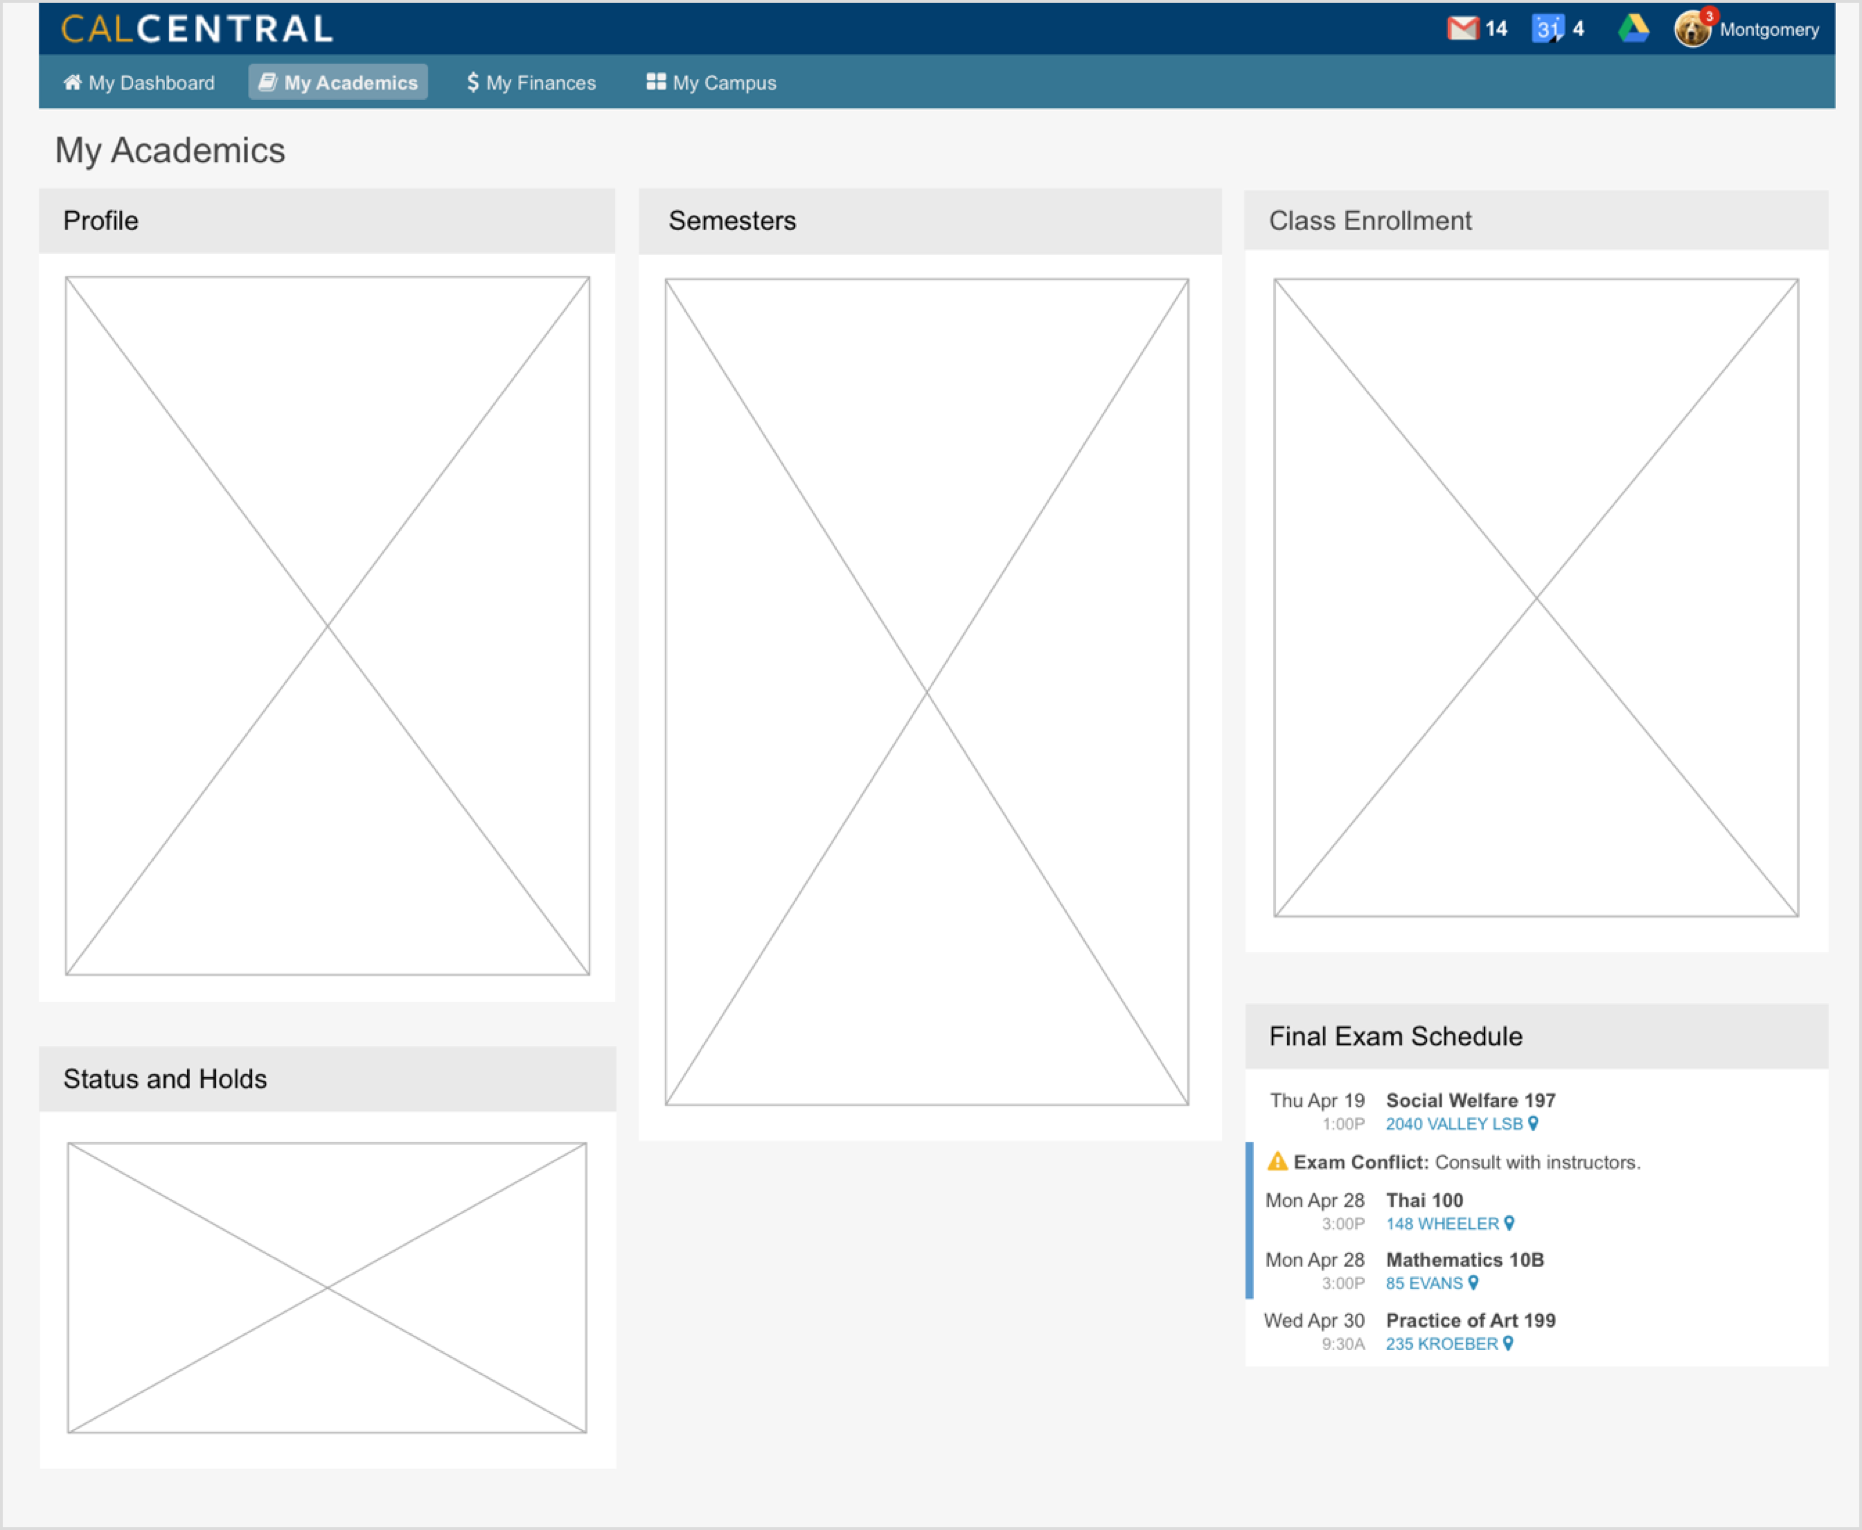 CALCENTRAL
14
31
4
3
Montgomery
My Dashboard
My Academics
$ My Finances
My Campus
My Academics
Profile
Semesters
Class Enrollment
Status and Holds
Final Exam Schedule
Thu Apr 19 Social Welfare 197
1:00P 2040 VALLEY LSB
Exam Conflict: Consult with instructors.
Mon Apr 28 Thai 100
3:00P 148 WHEELER
Mon Apr 28 Mathematics 10B
3:00P 85 EVANS
Wed Apr 30 Practice of Art 199
9:30A 235 KROEBER